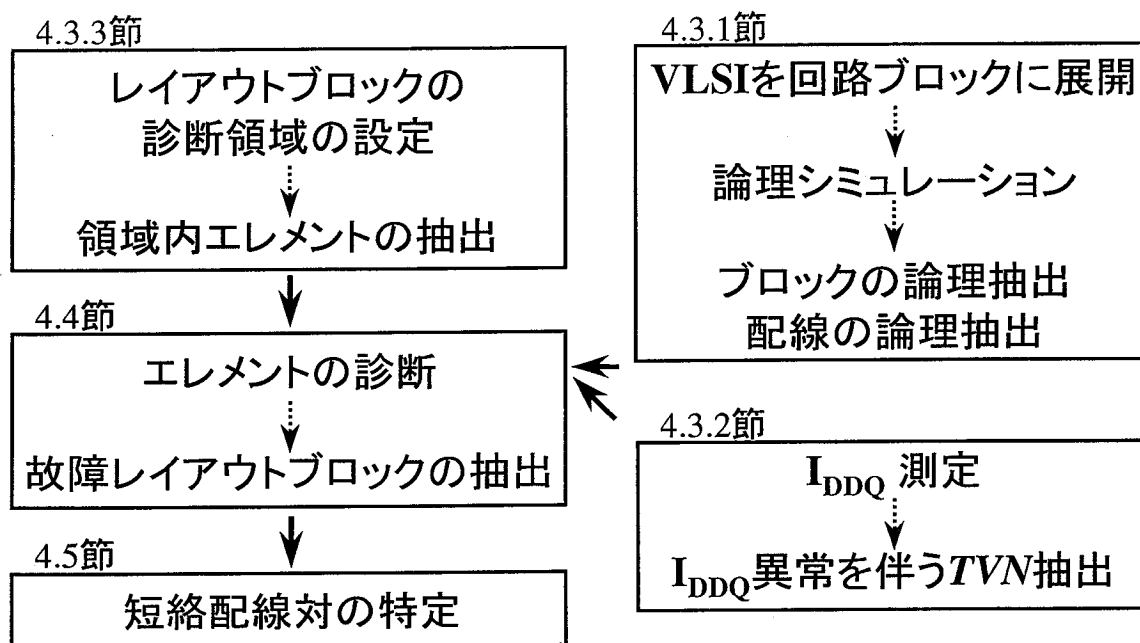 4.3.3節
レイアウトブロックの
診断領域の設定
領域内エレメントの抽出
4.4節
エレメントの診断
故障レイアウトブロックの抽出
4.5節
短絡配線対の特定
4.3.1節
VLSIを回路ブロックに展開
論理シミュレーション
ブロックの論理抽出
配線の論理抽出
4.3.2節
IDDQ 測定
IDDQ異常を伴うTVN抽出